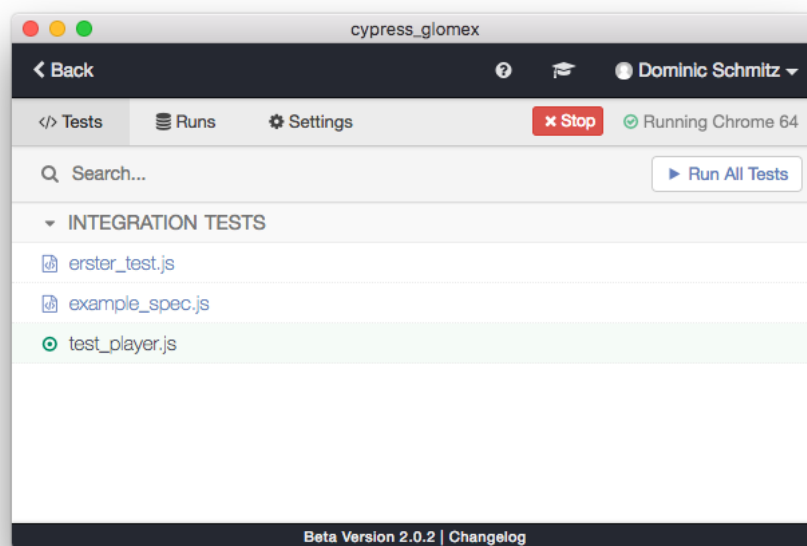 cypress_glomex
Back Dominic Schmitz
</> Tests Runs Settings Stop Running Chrome 64
Search... Run All Tests
INTEGRATION TESTS
erster_test.js
example_spec.js
test_player.js
Beta Version 2.0.2 | Changelog